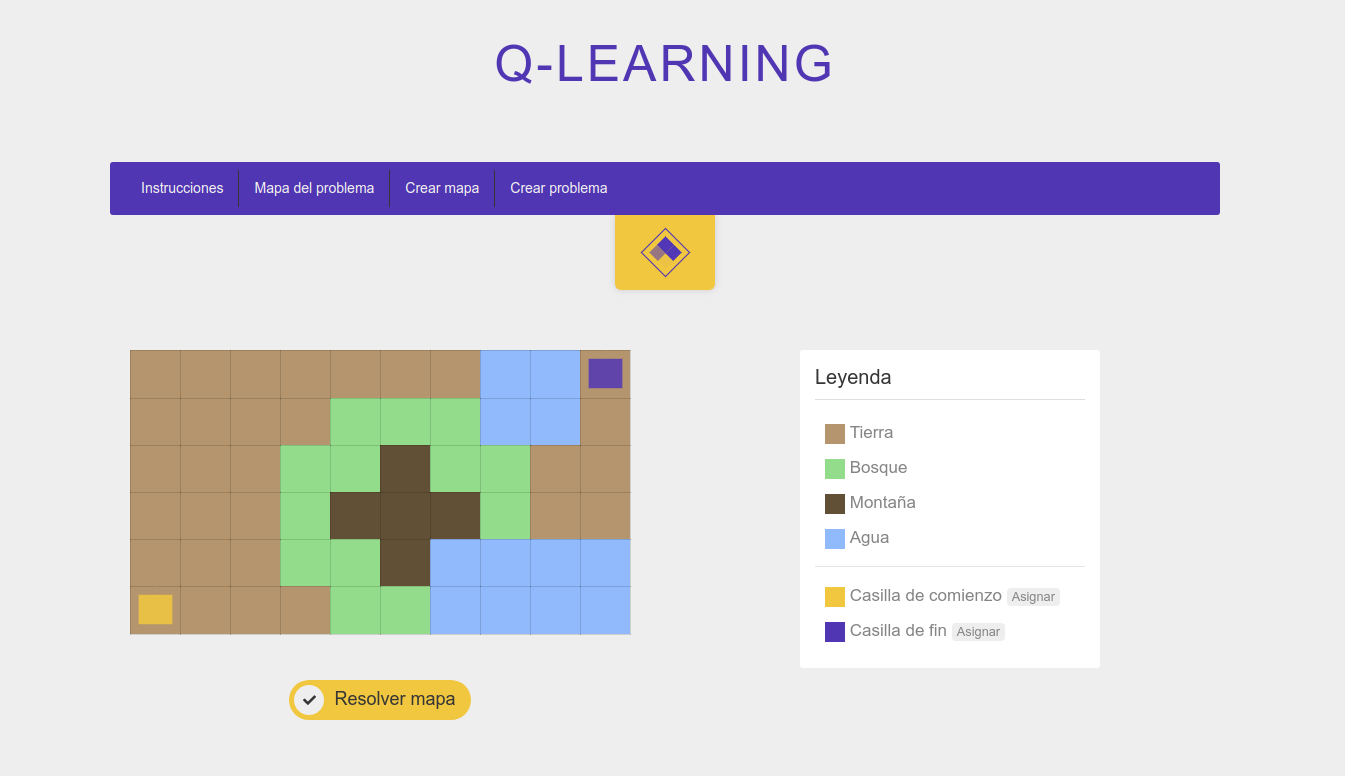 Q-LEARNING
Instrucciones
Mapa del problema
Crear mapa
Crear problema
Leyenda
Tierra
Bosque
Montaña
Agua
Casilla de comienzo Asignar
Casilla de fin Asignar
Resolver mapa